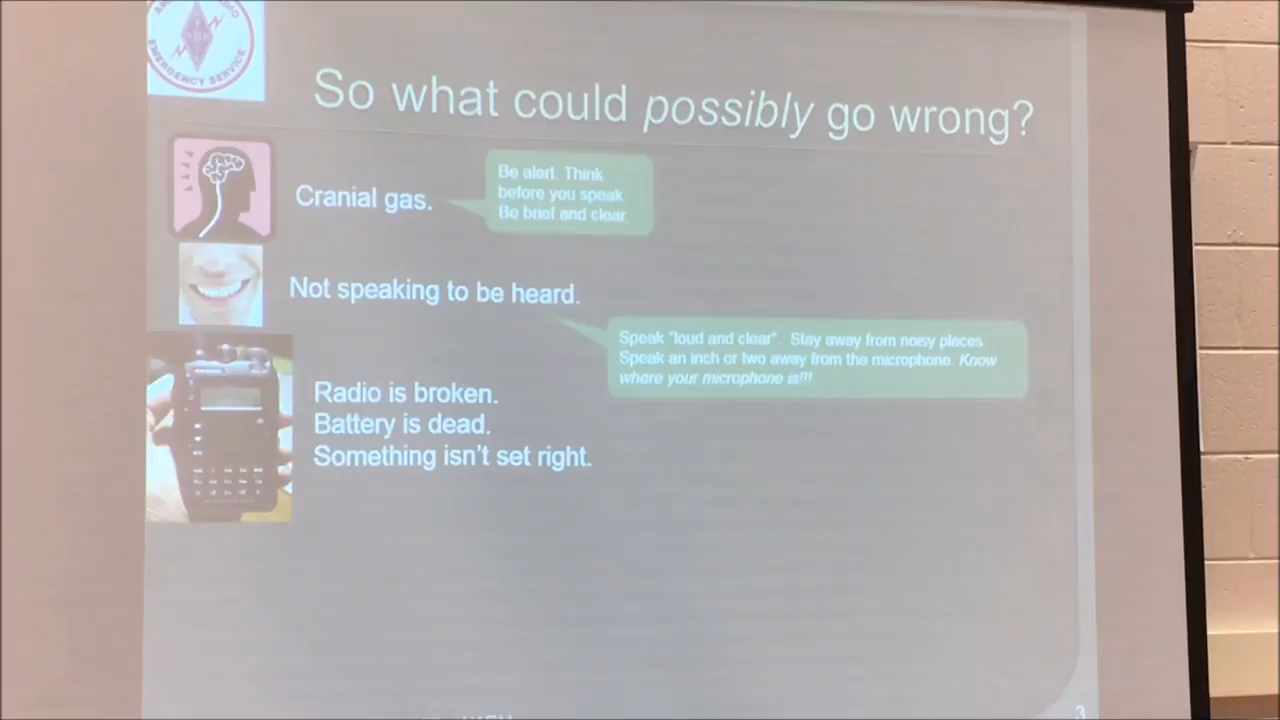 EMERGENCY SERVICE
So what could possibly go wrong?
Cranial gas.
Be alert. Think
before you speak.
Be brief and clear
Not speaking to be heard.
Speak "loud and clear". Stay away from noisy places
Speak an inch or two away from the microphone. Know
where your microphone is!!!
Radio is broken.
Battery is dead.
Something isn't set right.
3